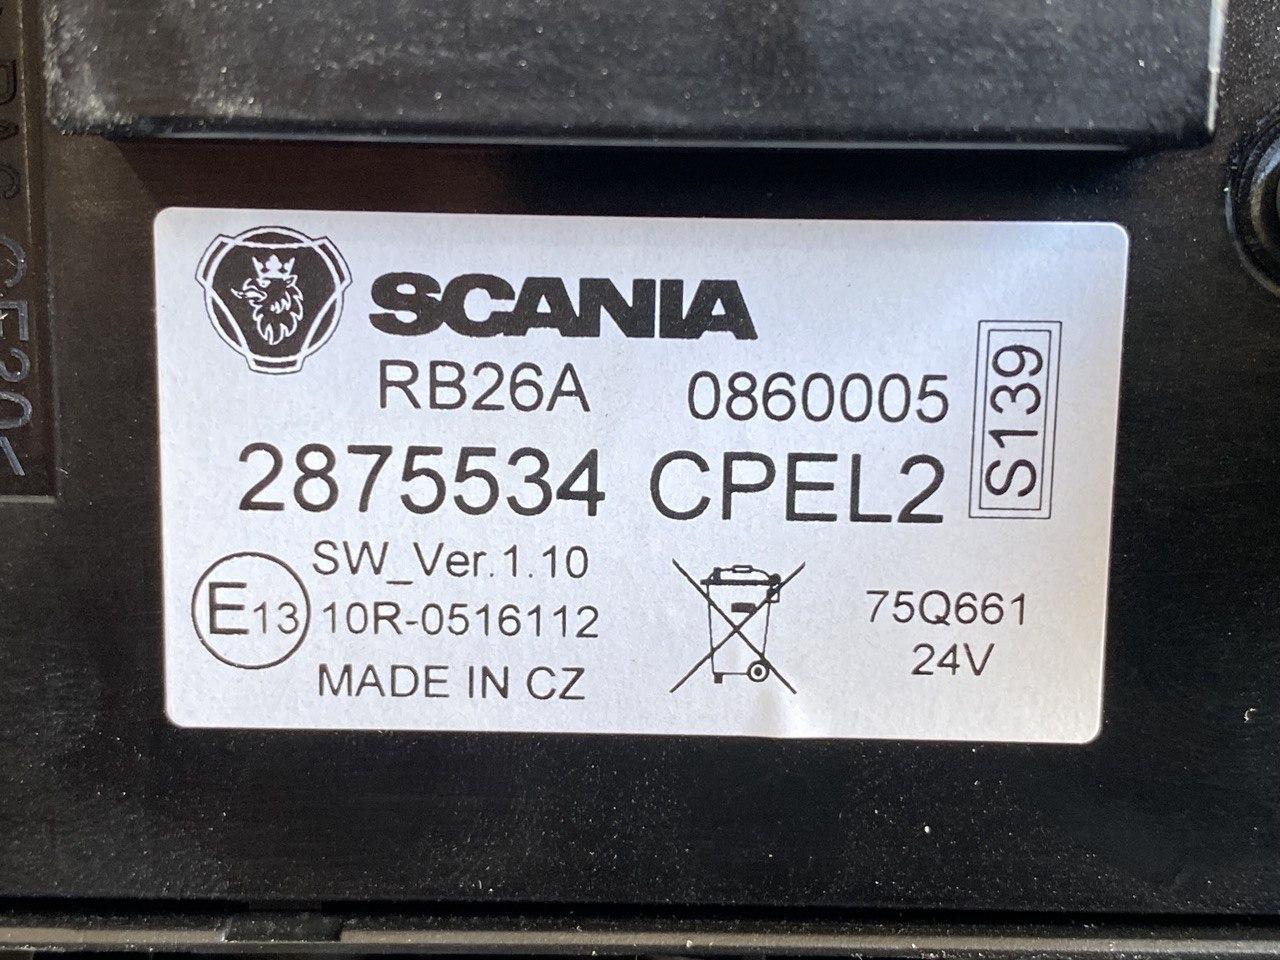 SCANIA
RB26A 0860005
S139
2875534 CPEL2
SW_Ver.1.10
E13 10R-0516112
75Q661
24V
MADE IN CZ